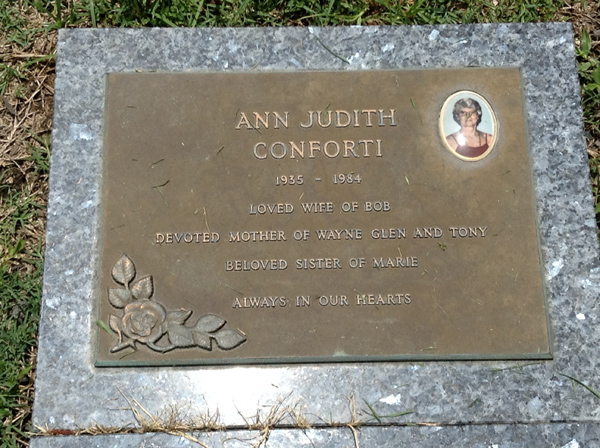 ANN JUDITH
CONFORTI
1935 - 1984
LOVED WIFE OF BOB
DEVOTED MOTHER OF WAYNE GLEN AND TONY
BELOVED SISTER OF MARIE
ALWAYS IN OUR HEARTS